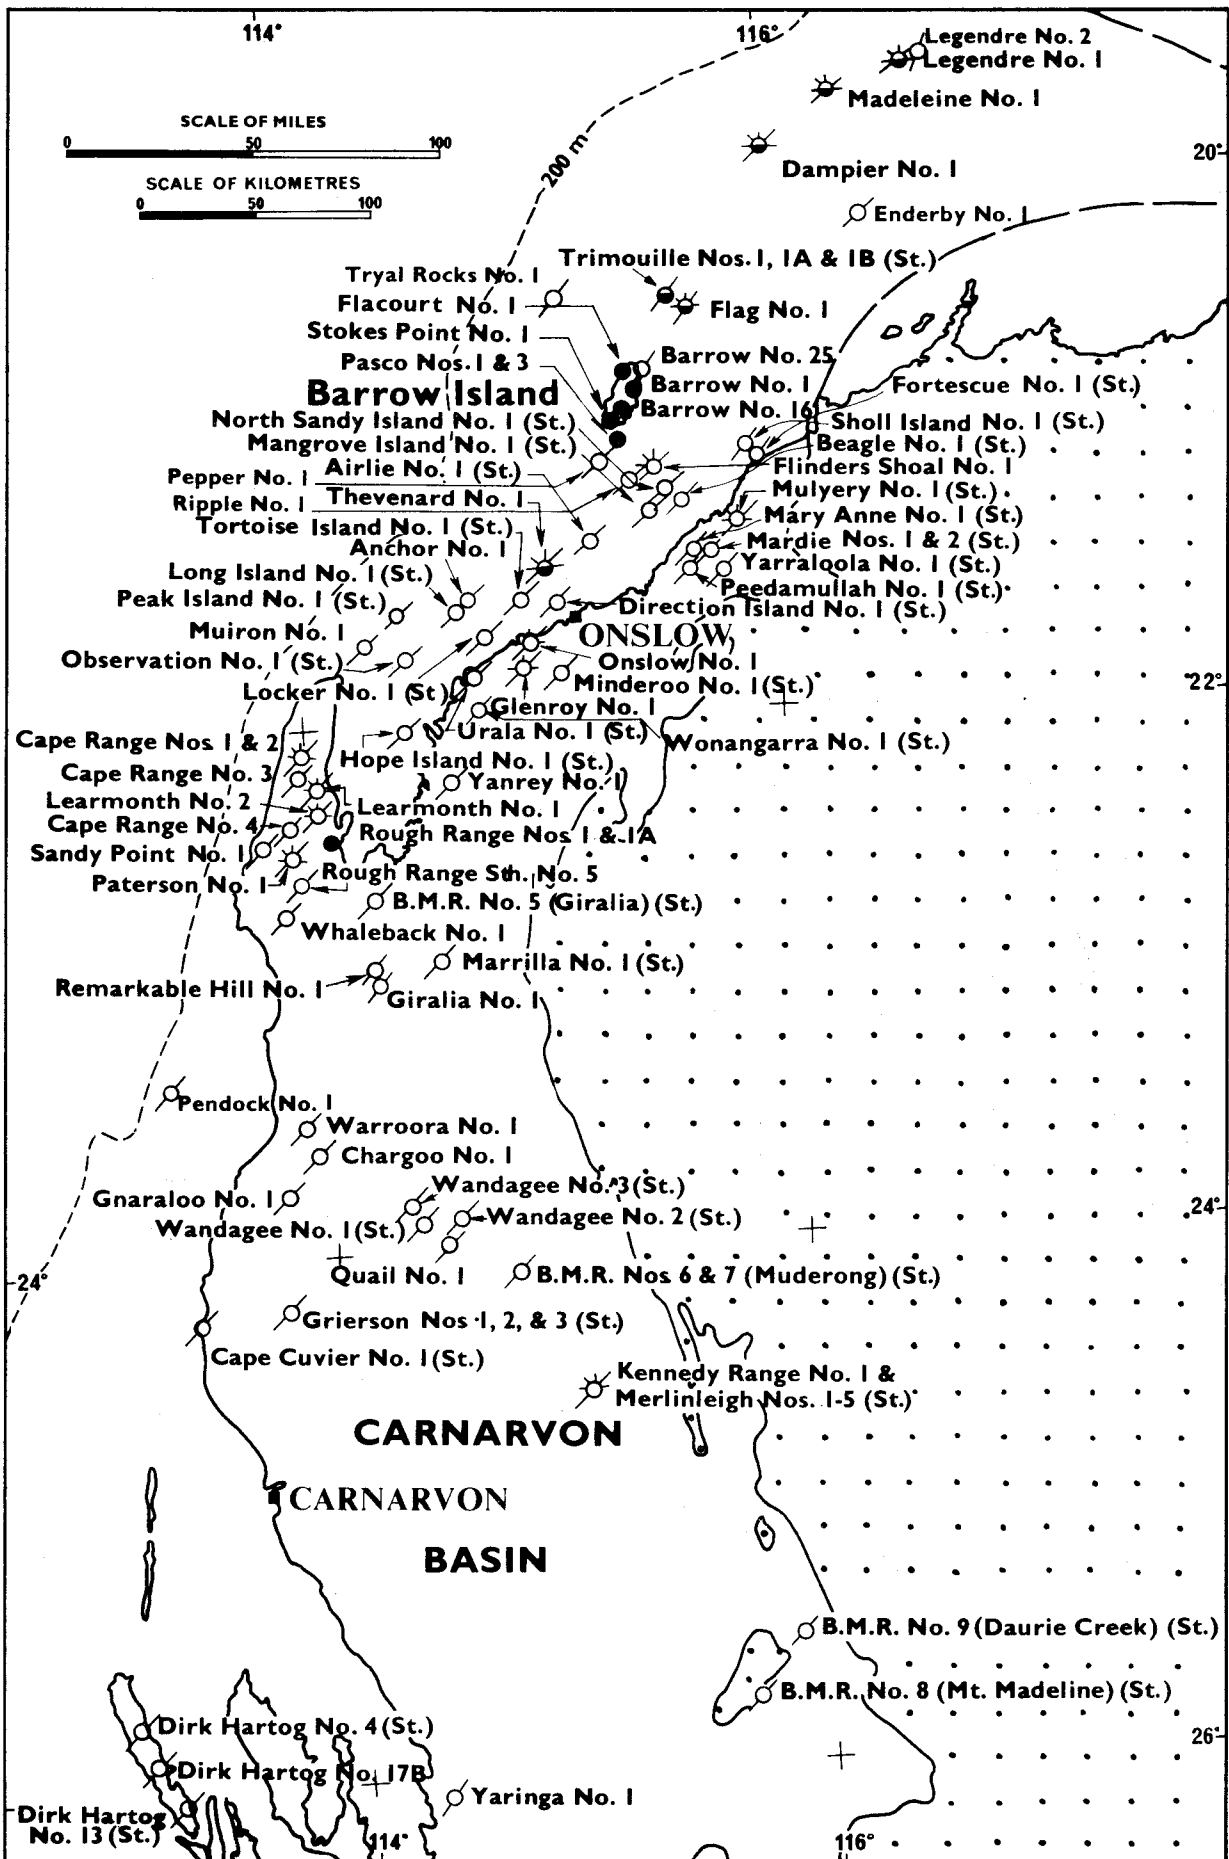 114°
116°
Legendre No. 2
Legendre No. 1
Madeleine No. 1
SCALE OF MILES
0 50 100
200 m
20°
Dampier No. 1
SCALE OF KILOMETRES
0 50 100
Enderby No. 1
Trimouille Nos. 1, 1A & 1B (St.)
Tryal Rocks No. 1
Flacourt No. 1
Flag No. 1
Stokes Point No. 1
Pasco Nos. 1 & 3
Barrow No. 25
Barrow Island
Barrow No. 1
Fortescue No. 1 (St.)
Barrow No. 16
North Sandy Island No. 1 (St.)
Sholl Island No. 1 (St.)
Mangrove Island No. 1 (St.)
Beagle No. 1 (St.)
Airlie No. 1 (St.)
Flinders Shoal No. 1
Pepper No. 1
Mulyery No. 1 (St.)
Thevenard No. 1
Ripple No. 1
Mary Anne No. 1 (St.)
Tortoise Island No. 1 (St.)
Mardie Nos. 1 & 2 (St.)
Anchor No. 1
Yarraloola No. 1 (St.)
Long Island No. 1 (St.)
Peedamullah No. 1 (St.)
Peak Island No. 1 (St.)
Direction Island No. 1 (St.)
Muiron No. 1
ONSLOW
Observation No. 1 (St.)
Onslow No. 1
Minderoo No. 1 (St.)
22°
Locker No. 1 (St)
Glenroy No. 1
Urala No. 1 (St.)
Wonangarra No. 1 (St.)
Cape Range Nos 1 & 2
Hope Island No. 1 (St.)
Cape Range No. 3
Yanrey No. 1
Learmonth No. 2
Learmonth No. 1
Cape Range No. 4
Rough Range Nos 1 & 1A
Sandy Point No. 1
Rough Range Sth. No. 5
Paterson No. 1
B.M.R. No. 5 (Giralia) (St.)
Whaleback No. 1
Marrilla No. 1 (St.)
Remarkable Hill No. 1
Giralia No. 1
Pendock No. 1
Warroora No. 1
Chargoo No. 1
Wandagee No. 3 (St.)
Gnaraloo No. 1
Wandagee No. 2 (St.)
24°
Wandagee No. 1 (St.)
Quail No. 1
B.M.R. Nos 6 & 7 (Muderong) (St.)
24°
Grierson Nos 1, 2, & 3 (St.)
Cape Cuvier No. 1 (St.)
Kennedy Range No. 1 &
Merlinleigh Nos. 1-5 (St.)
CARNARVON
CARNARVON
BASIN
B.M.R. No. 9 (Daurie Creek) (St.)
B.M.R. No. 8 (Mt. Madeline) (St.)
Dirk Hartog No. 4 (St.)
26°
Dirk Hartog No. 17B
Yaringa No. 1
Dirk Hartog
No. 13 (St.)
114°
116°